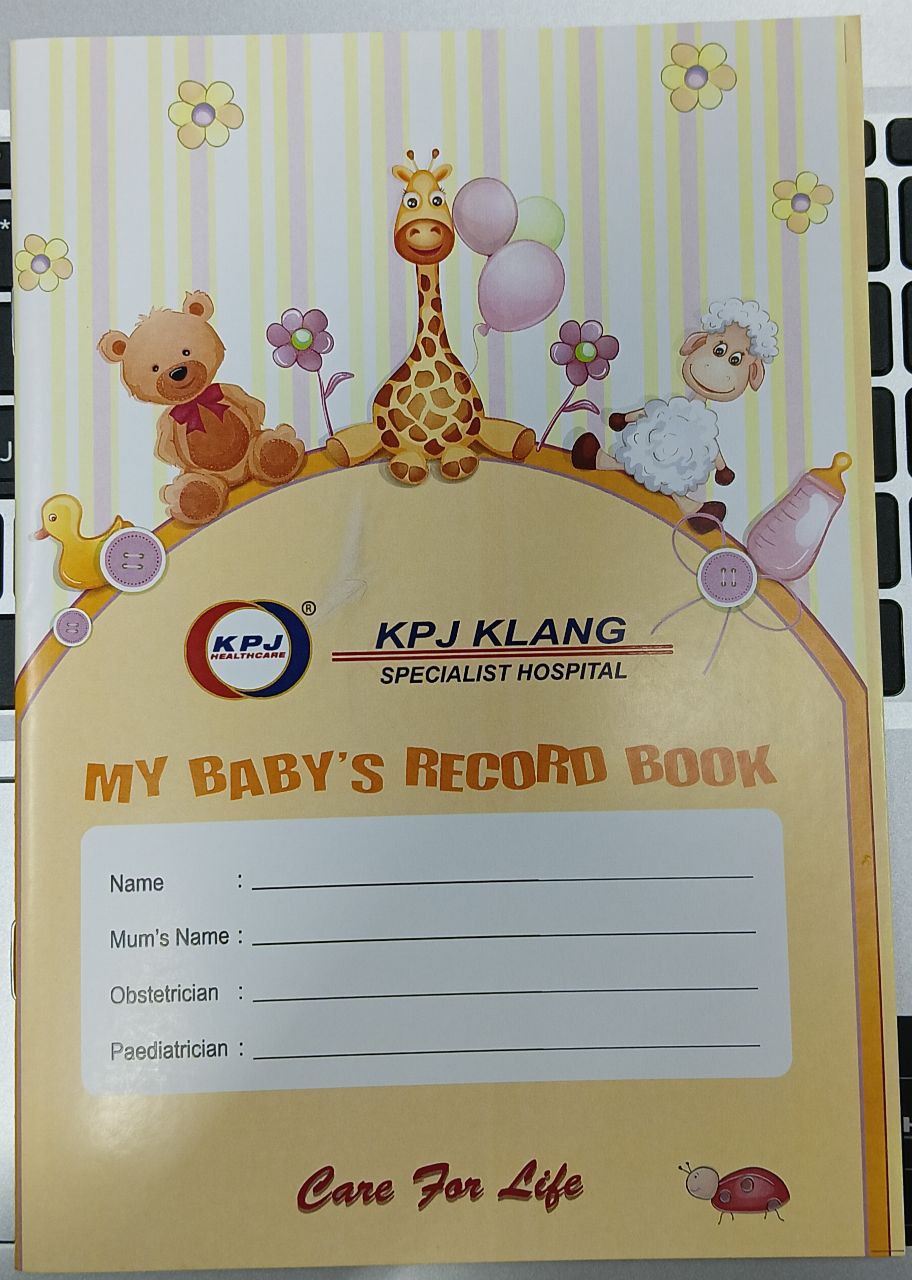 KPJ
HEALTHCARE
®
KPJ KLANG
SPECIALIST HOSPITAL
MY BABY'S RECORD BOOK
Name :
Mum's Name :
Obstetrician :
Paediatrician :
Care For Life
*
J
H